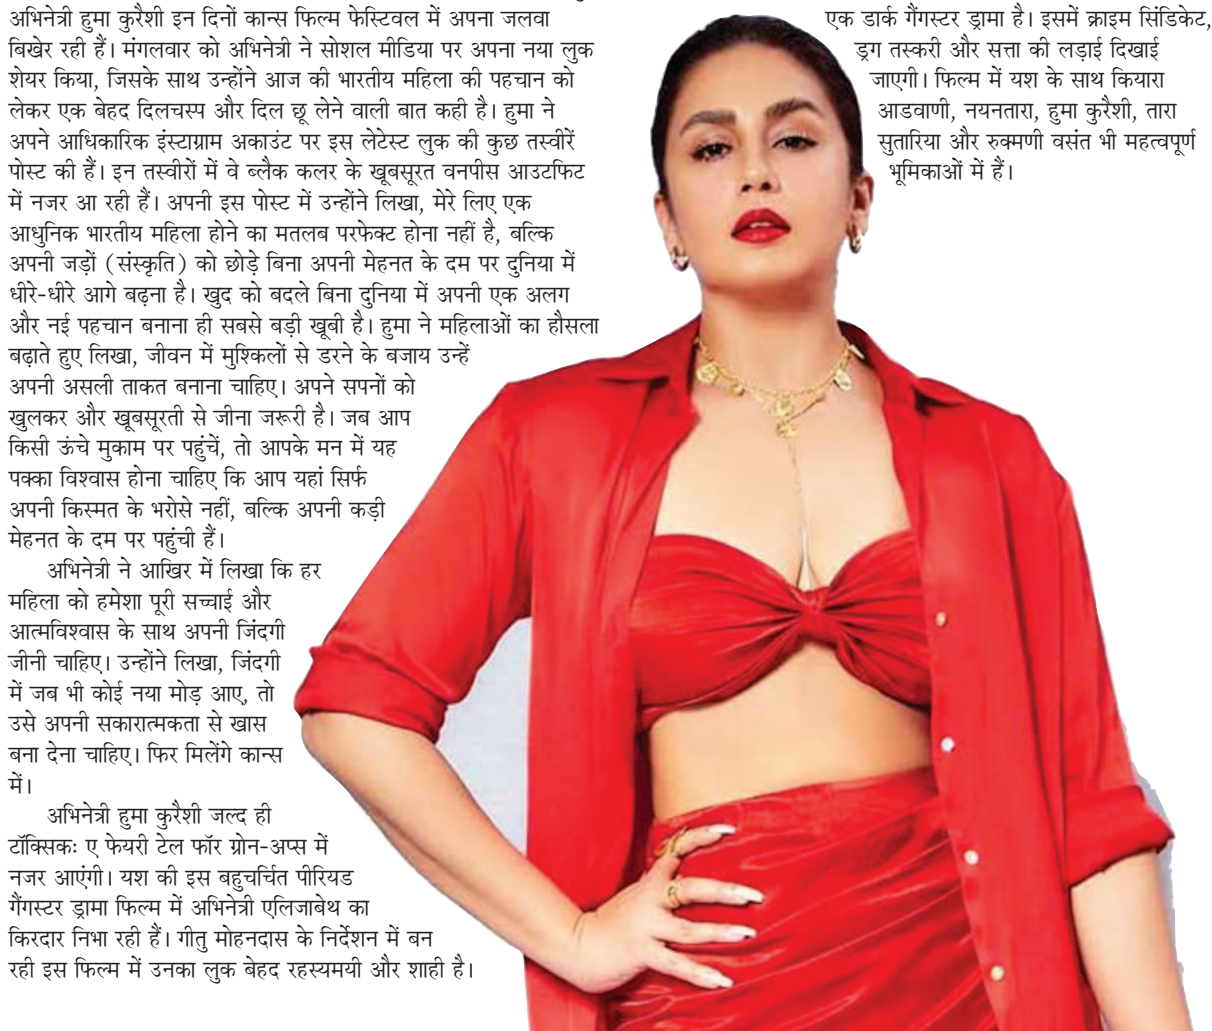 अभिनेत्री हुमा कुरैशी इन दिनों कान्स फिल्म फेस्टिवल में अपना जलवा
बिखेर रही हैं। मंगलवार को अभिनेत्री ने सोशल मीडिया पर अपना नया लुक
शेयर किया, जिसके साथ उन्होंने आज की भारतीय महिला की पहचान को
लेकर एक बेहद दिलचस्प और दिल छू लेने वाली बात कही है। हुमा ने
अपने आधिकारिक इंस्टाग्राम अकाउंट पर इस लेटेस्ट लुक की कुछ तस्वीरें
पोस्ट की हैं। इन तस्वीरों में वे ब्लैक कलर के खूबसूरत वनपीस आउटफिट
में नजर आ रही हैं। अपनी इस पोस्ट में उन्होंने लिखा, मेरे लिए एक
आधुनिक भारतीय महिला होने का मतलब परफेक्ट होना नहीं है, बल्कि
अपनी जड़ों (संस्कृति) को छोड़े बिना अपनी मेहनत के दम पर दुनिया में
धीरे-धीरे आगे बढ़ना है। खुद को बदले बिना दुनिया में अपनी एक अलग
और नई पहचान बनाना ही सबसे बड़ी खूबी है। हुमा ने महिलाओं का हौसला
बढ़ाते हुए लिखा, जीवन में मुश्किलों से डरने के बजाय उन्हें
अपनी असली ताकत बनाना चाहिए। अपने सपनों को
खुलकर और खूबसूरती से जीना जरूरी है। जब आप
किसी ऊंचे मुकाम पर पहुंचें, तो आपके मन में यह
पक्का विश्वास होना चाहिए कि आप यहां सिर्फ
अपनी किस्मत के भरोसे नहीं, बल्कि अपनी कड़ी
मेहनत के दम पर पहुंची हैं।
अभिनेत्री ने आखिर में लिखा कि हर
महिला को हमेशा पूरी सच्चाई और
आत्मविश्वास के साथ अपनी जिंदगी
जीनी चाहिए। उन्होंने लिखा, जिंदगी
में जब भी कोई नया मोड़ आए, तो
उसे अपनी सकारात्मकता से खास
बना देना चाहिए। फिर मिलेंगे कान्स
में।
अभिनेत्री हुमा कुरैशी जल्द ही
टॉक्सिकः ए फेयरी टेल फॉर ग्रोन-अप्स में
नजर आएंगी। यश की इस बहुचर्चित पीरियड
गैंगस्टर ड्रामा फिल्म में अभिनेत्री एलिजाबेथ का
किरदार निभा रही हैं। गीतु मोहनदास के निर्देशन में बन
रही इस फिल्म में उनका लुक बेहद रहस्यमयी और शाही है।
एक डार्क गैंगस्टर ड्रामा है। इसमें क्राइम सिंडिकेट,
ड्रग तस्करी और सत्ता की लड़ाई दिखाई
जाएगी। फिल्म में यश के साथ कियारा
आडवाणी, नयनतारा, हुमा कुरैशी, तारा
सुतारिया और रुक्मणी वसंत भी महत्वपूर्ण
भूमिकाओं में हैं।